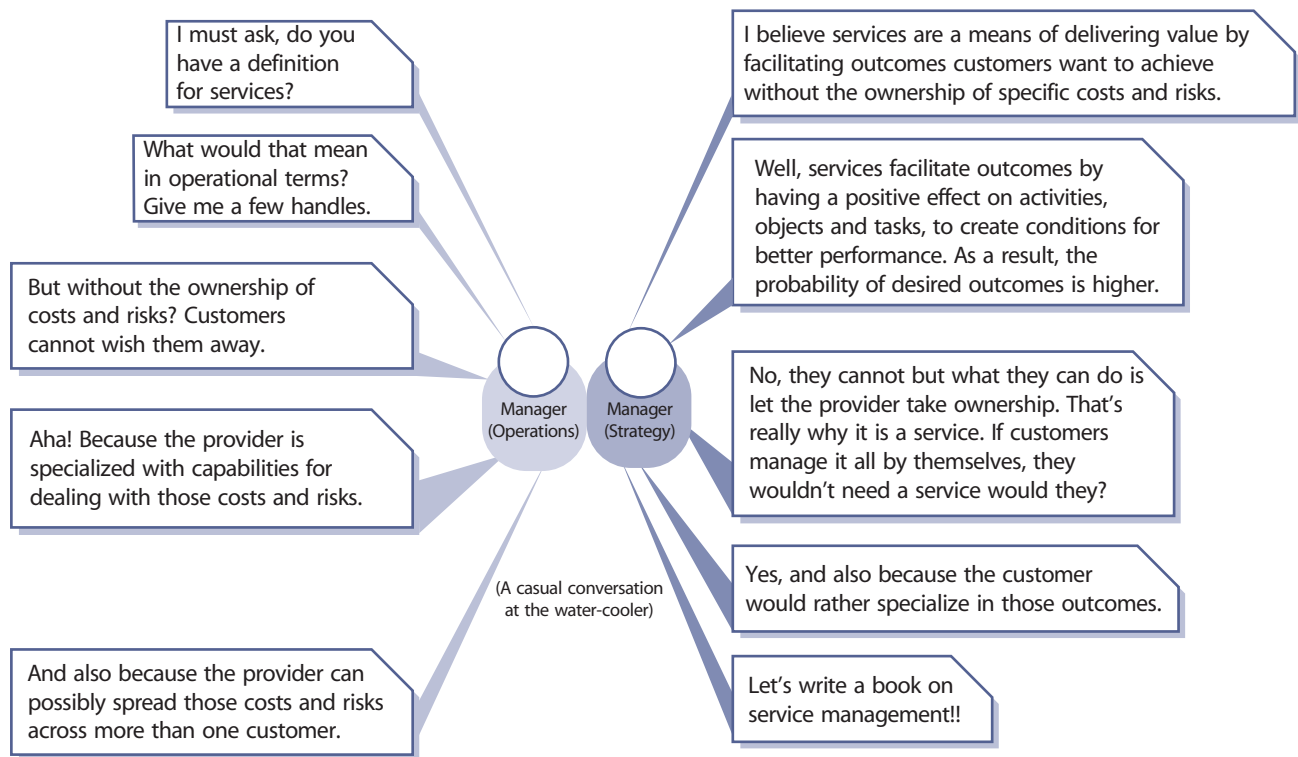 I must ask, do you
have a definition
for services?
I believe services are a means of delivering value by
facilitating outcomes customers want to achieve
without the ownership of specific costs and risks.
What would that mean
in operational terms?
Give me a few handles.
Well, services facilitate outcomes by
having a positive effect on activities,
objects and tasks, to create conditions for
better performance. As a result, the
probability of desired outcomes is higher.
But without the ownership of
costs and risks? Customers
cannot wish them away.
No, they cannot but what they can do is
let the provider take ownership. That's
really why it is a service. If customers
manage it all by themselves, they
wouldn't need a service would they?
Aha! Because the provider is
specialized with capabilities for
dealing with those costs and risks.
Yes, and also because the customer
would rather specialize in those outcomes.
And also because the provider can
possibly spread those costs and risks
across more than one customer.
Let's write a book on
service management!!
Manager
(Operations)
Manager
(Strategy)
(A casual conversation
at the water-cooler)